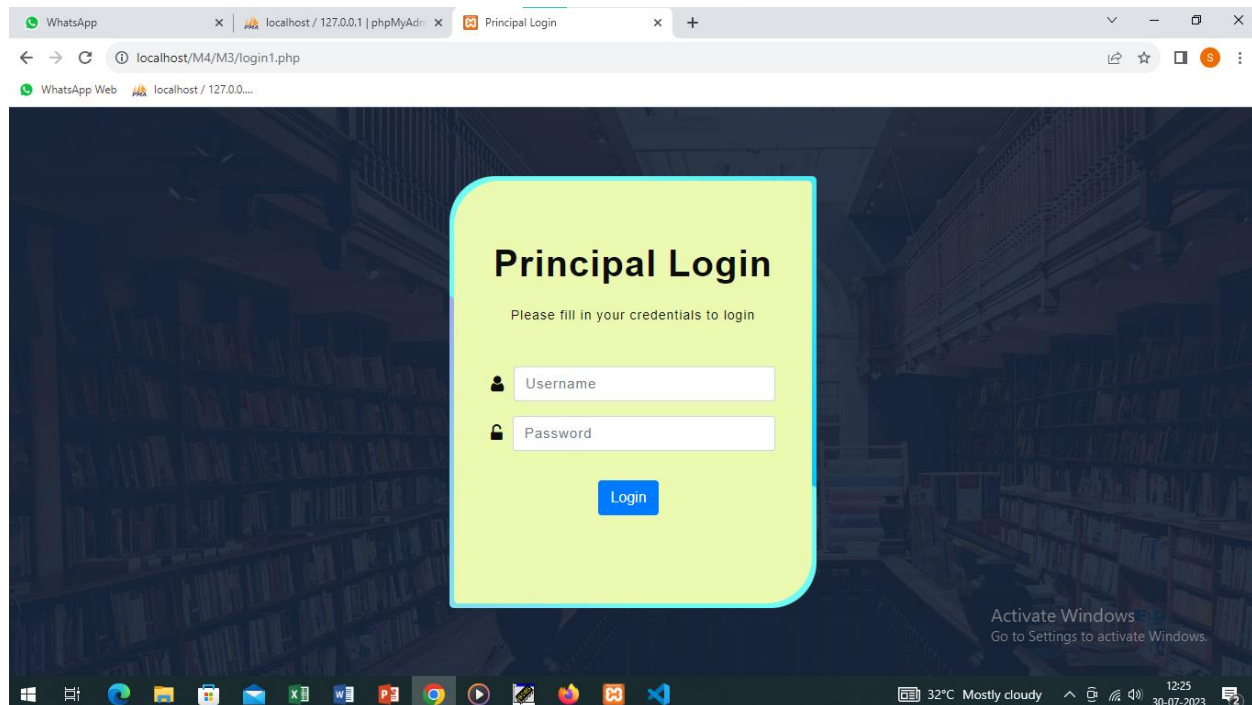 WhatsApp
localhost / 127.0.0.1 | phpMyAdm
Principal Login
localhost/M4/M3/login1.php
S
WhatsApp Web
localhost / 127.0.0....
Principal Login
Please fill in your credentials to login
Username
Password
Login
Activate Windows
Go to Settings to activate Windows.
32°C Mostly cloudy
12:25
30-07-2023
2